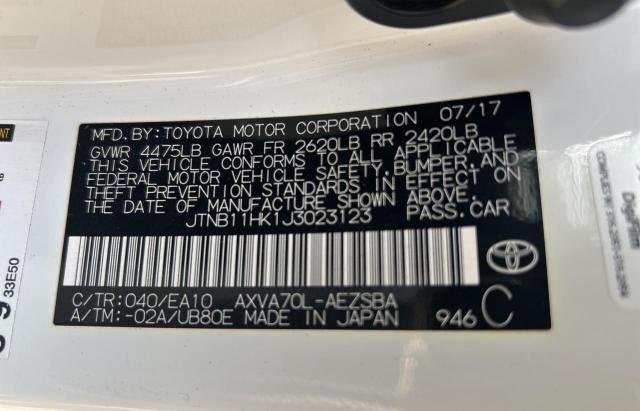 MFD.BY:TOYOTA MOTOR CORPORATION 07/17
GVWR 4475LB GAWR FR 2620LB RR 2420LB
THIS VEHICLE CONFORMS TO ALL APPLICABLE
FEDERAL MOTOR VEHICLE SAFETY,BUMPER,AND
THEFT PREVENTION STANDARDS IN EFFECT ON
THE DATE OF MANUFACTURE SHOWN ABOVE.
JTNB11HK1J3023123 PASS.CAR
C/TR:040/EA10 AXVA70L-AEZSBA
A/TM:-02A/UB80E MADE IN JAPAN 946 C
33E50